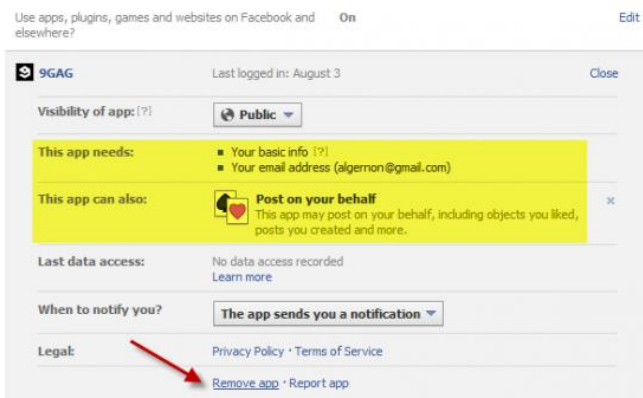 Use apps, plugins, games and websites on Facebook and On Edit
elsewhere?
9GAG Last logged in: August 3 Close
Visibility of app: [?] Public
This app needs: Your basic info [?]
Your email address (algernon@gmail.com)
This app can also: Post on your behalf x
This app may post on your behalf, including objects you liked,
posts you created and more.
Last data access: No data access recorded
Learn more
When to notify you? The app sends you a notification
Legal: Privacy Policy · Terms of Service
Remove app · Report app